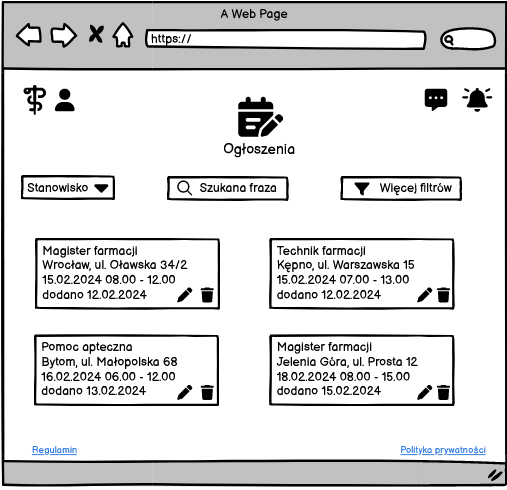 A Web Page
https://
Ogłoszenia
Stanowisko
Szukana fraza
Więcej filtrów
Magister farmacji
Wrocław, ul. Oławska 34/2
15.02.2024 08.00 - 12.00
dodano 12.02.2024
Technik farmacji
Kępno, ul. Warszawska 15
15.02.2024 07.00 - 13.00
dodano 12.02.2024
Pomoc apteczna
Bytom, ul. Małopolska 68
16.02.2024 06.00 - 12.00
dodano 13.02.2024
Magister farmacji
Jelenia Góra, ul. Prosta 12
18.02.2024 08.00 - 15.00
dodano 15.02.2024
Regulamin
Polityka prywatności